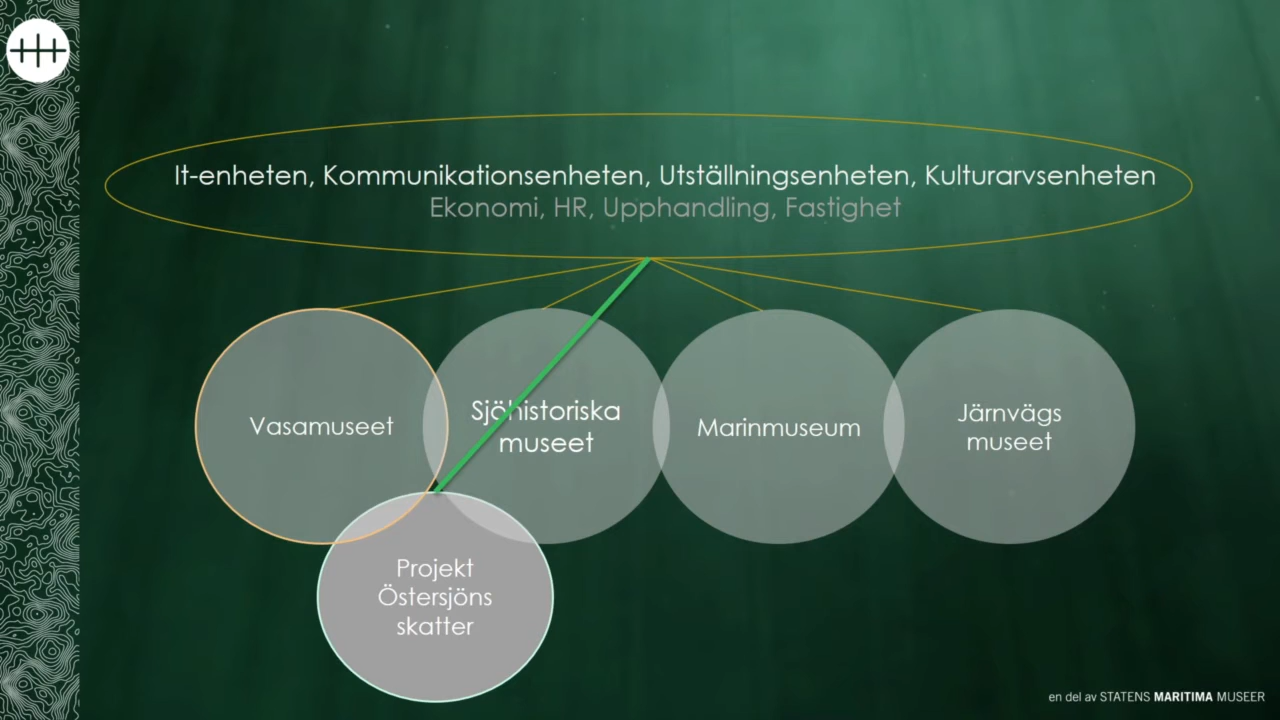 It-enheten, Kommunikationsenheten, Utställningsenheten, Kulturarvsenheten
Ekonomi, HR, Upphandling, Fastighet
Vasamuseet
Sjöhistoriska
museet
Marinmuseum
Järnvägs
museet
Projekt
Östersjöns
skatter
en del av STATENS MARITIMA MUSEER